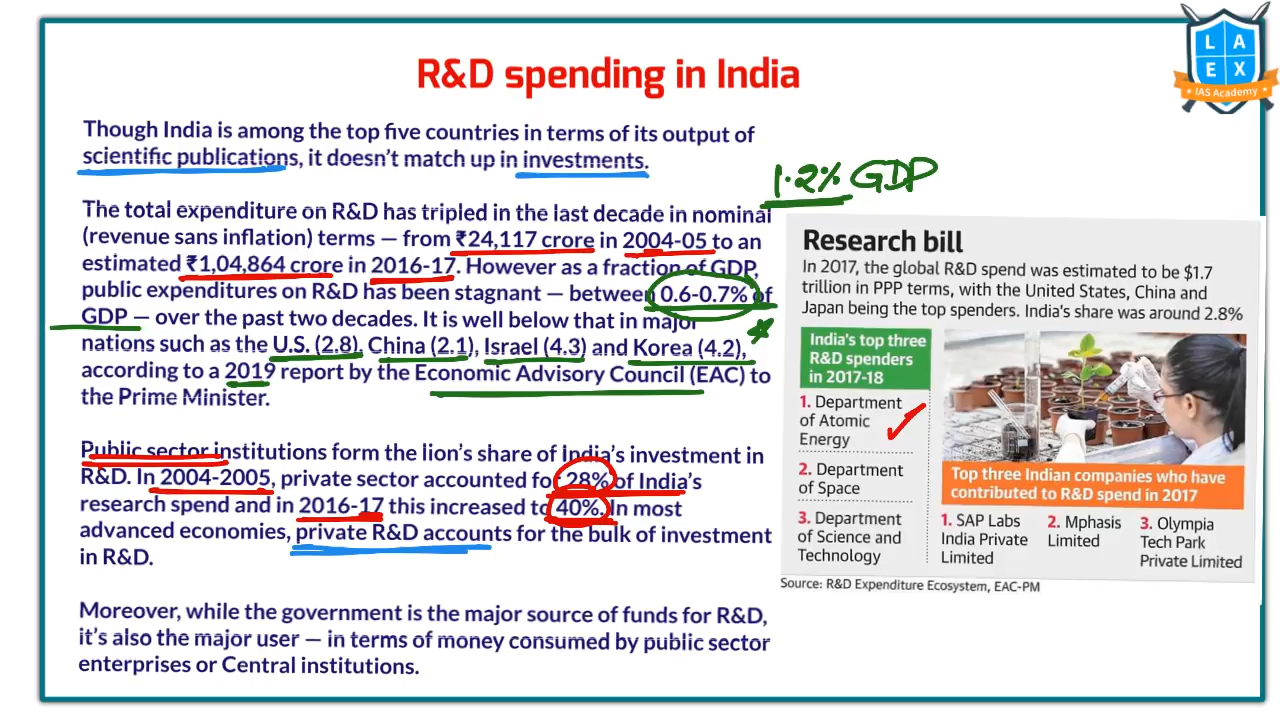 R&D spending in India
L A
E X
IAS Academy
Though India is among the top five countries in terms of its output of
scientific publications, it doesn't match up in investments.
1.2% GDP
The total expenditure on R&D has tripled in the last decade in nominal
(revenue sans inflation) terms — from ₹24,117 crore in 2004-05 to an
estimated ₹1,04,864 crore in 2016-17. However as a fraction of GDP,
public expenditures on R&D has been stagnant — between 0.6-0.7% of
GDP — over the past two decades. It is well below that in major
nations such as the U.S. (2.8), China (2.1), Israel (4.3) and Korea (4.2),
according to a 2019 report by the Economic Advisory Council (EAC) to
the Prime Minister.
Public sector institutions form the lion's share of India's investment in
R&D. In 2004-2005, private sector accounted for 28% of India's
research spend and in 2016-17 this increased to 40%. In most
advanced economies, private R&D accounts for the bulk of investment
in R&D.
Moreover, while the government is the major source of funds for R&D,
it's also the major user — in terms of money consumed by public sector
enterprises or Central institutions.
Research bill
In 2017, the global R&D spend was estimated to be $1.7
trillion in PPP terms, with the United States, China and
Japan being the top spenders. India's share was around 2.8%
India's top three
R&D spenders
in 2017-18
1. Department
of Atomic
Energy
2. Department
of Space
3. Department
of Science and
Technology
Top three Indian companies who have
contributed to R&D spend in 2017
1. SAP Labs
India Private
Limited
2. Mphasis
Limited
3. Olympia
Tech Park
Private Limited
Source: R&D Expenditure Ecosystem, EAC-PM